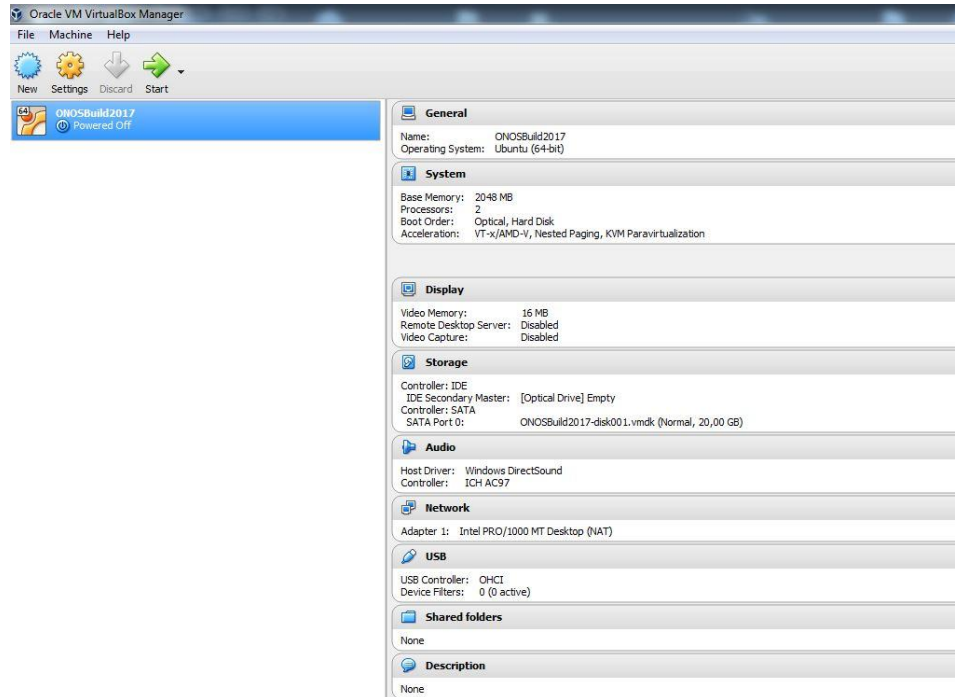 Oracle VM VirtualBox Manager
File Machine Help
New Settings Discard Start
64
ONOSBuild2017
Powered Off
General
Name: ONOSBuild2017
Operating System: Ubuntu (64-bit)
System
Base Memory: 2048 MB
Processors: 2
Boot Order: Optical, Hard Disk
Acceleration: VT-x/AMD-V, Nested Paging, KVM Paravirtualization
Display
Video Memory: 16 MB
Remote Desktop Server: Disabled
Video Capture: Disabled
Storage
Controller: IDE
IDE Secondary Master: [Optical Drive] Empty
Controller: SATA
SATA Port 0: ONOSBuild2017-disk001.vmdk (Normal, 20,00 GB)
Audio
Host Driver: Windows DirectSound
Controller: ICH AC97
Network
Adapter 1: Intel PRO/1000 MT Desktop (NAT)
USB
USB Controller: OHCI
Device Filters: 0 (0 active)
Shared folders
None
Description
None